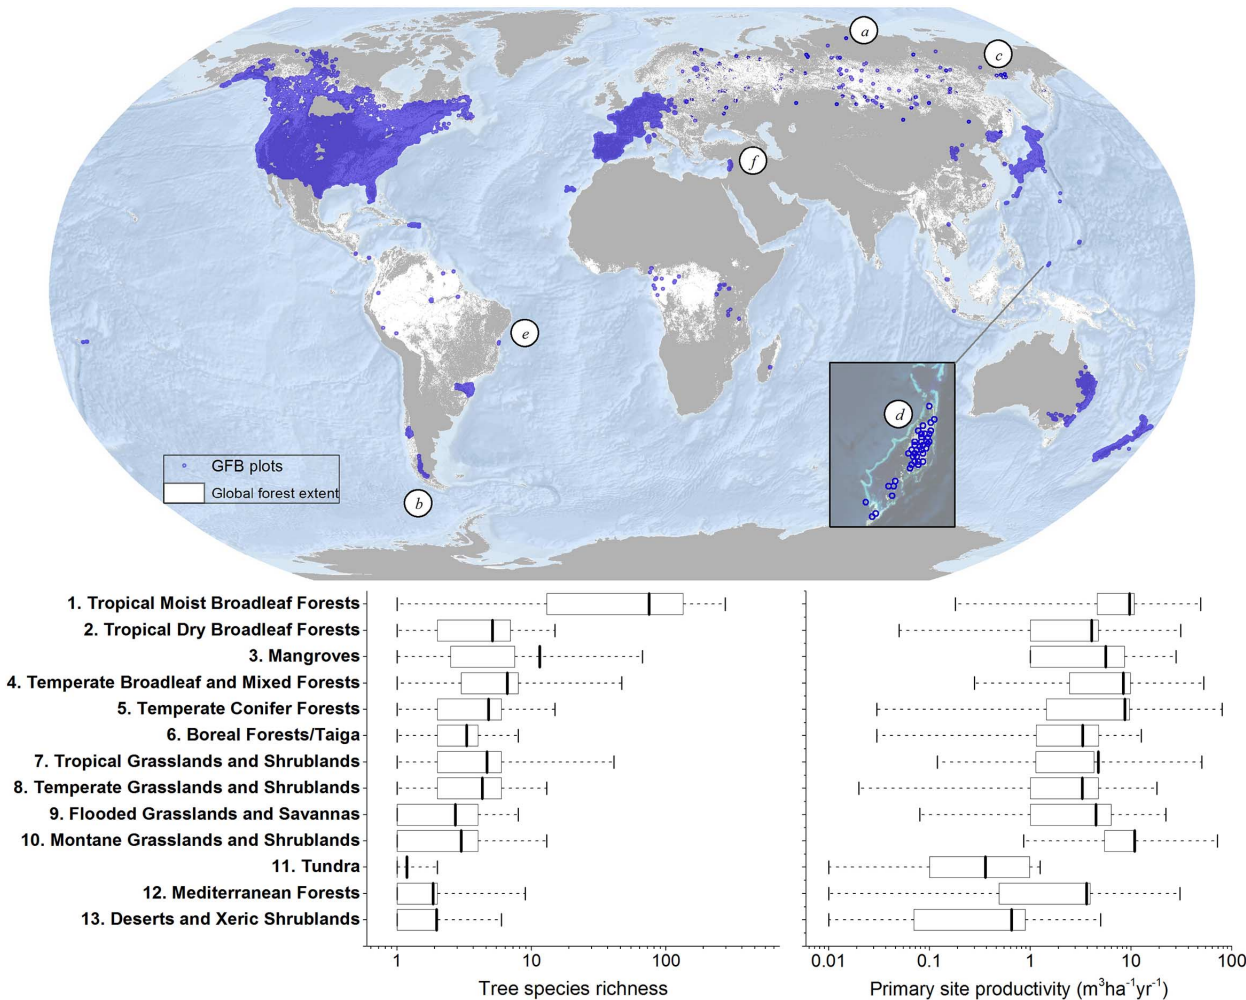 a
c
f
e
d
b
GFB plots
Global forest extent
1. Tropical Moist Broadleaf Forests
2. Tropical Dry Broadleaf Forests
3. Mangroves
4. Temperate Broadleaf and Mixed Forests
5. Temperate Conifer Forests
6. Boreal Forests/Taiga
7. Tropical Grasslands and Shrublands
8. Temperate Grasslands and Shrublands
9. Flooded Grasslands and Savannas
10. Montane Grasslands and Shrublands
11. Tundra
12. Mediterranean Forests
13. Deserts and Xeric Shrublands
1 10 100
0.01 0.1 1 10 100
Tree species richness
Primary site productivity (m³ha⁻¹yr⁻¹)